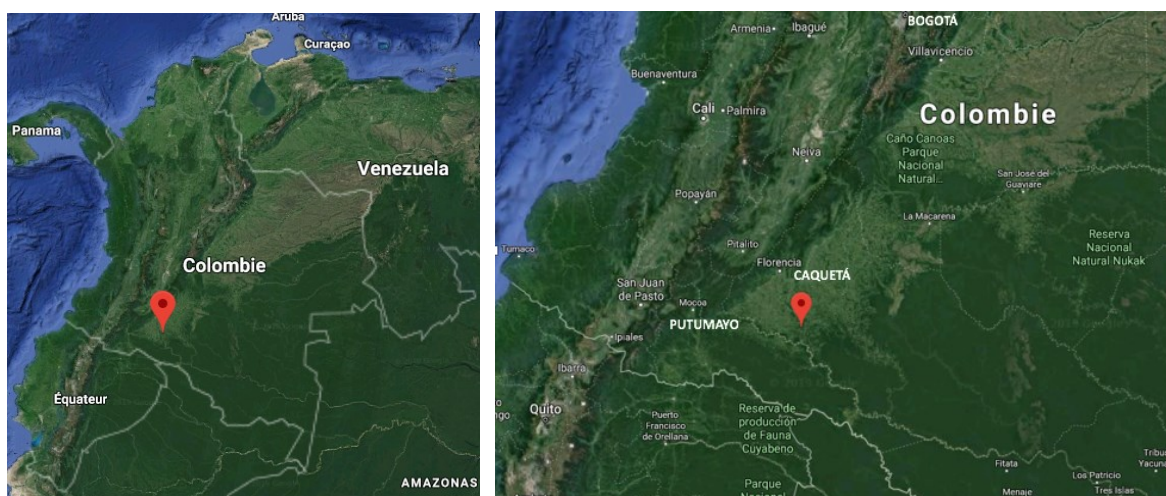 Aruba
Curaçao
Panama
Venezuela
Colombie
Équateur
AMAZONAS
BOGOTÁ
Armenia
Ibagué
Villavicencio
Buenaventura
Cali
Palmira
Colombie
Caño Canoas
Parque
Nacional
Natural...
Neiva
San José del
Guaviare
Popayán
La Macarena
Reserva
Nacional
Natural Nukak
Tumaco
Pitalito
Florencia
CAQUETÁ
San Juan
de Pasto
Mocoa
PUTUMAYO
Ipiales
Ibarra
Quito
Puerto
Francisco
de Orellana
Reserva de
producción
de Fauna
Cuyabeno
Parque
Nacional
Fitata
Los Patricio
Tres Islas
Menaje